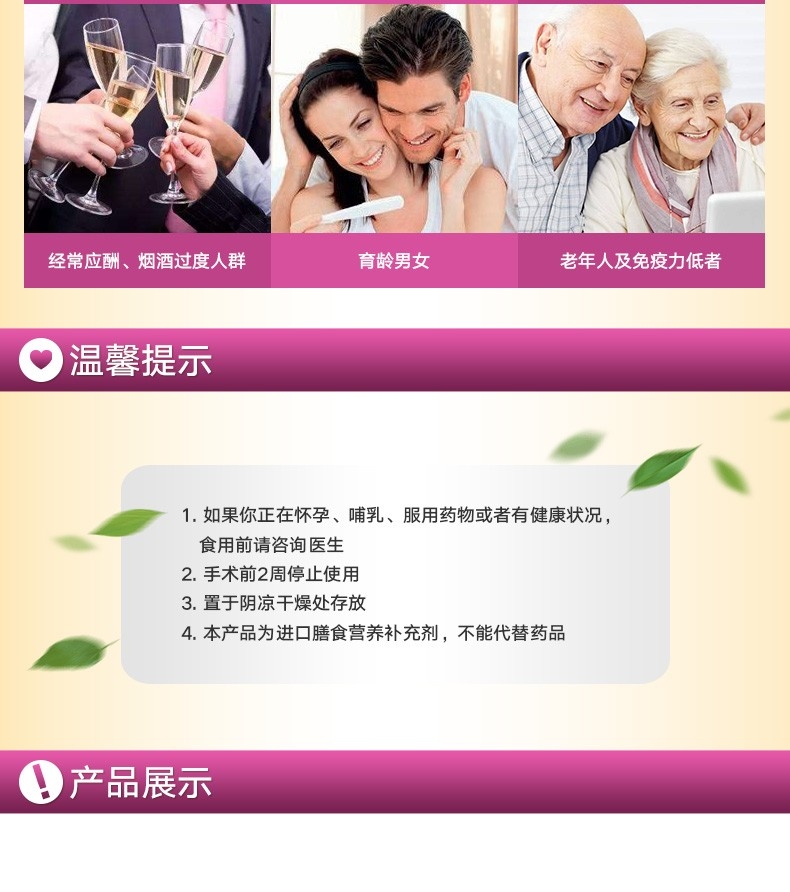 经常应酬、烟酒过度人群
育龄男女
老年人及免疫力低者
温馨提示
1. 如果你正在怀孕、哺乳、服用药物或者有健康状况，
食用前请咨询医生
2. 手术前2周停止使用
3. 置于阴凉干燥处存放
4. 本产品为进口膳食营养补充剂，不能代替药品
产品展示